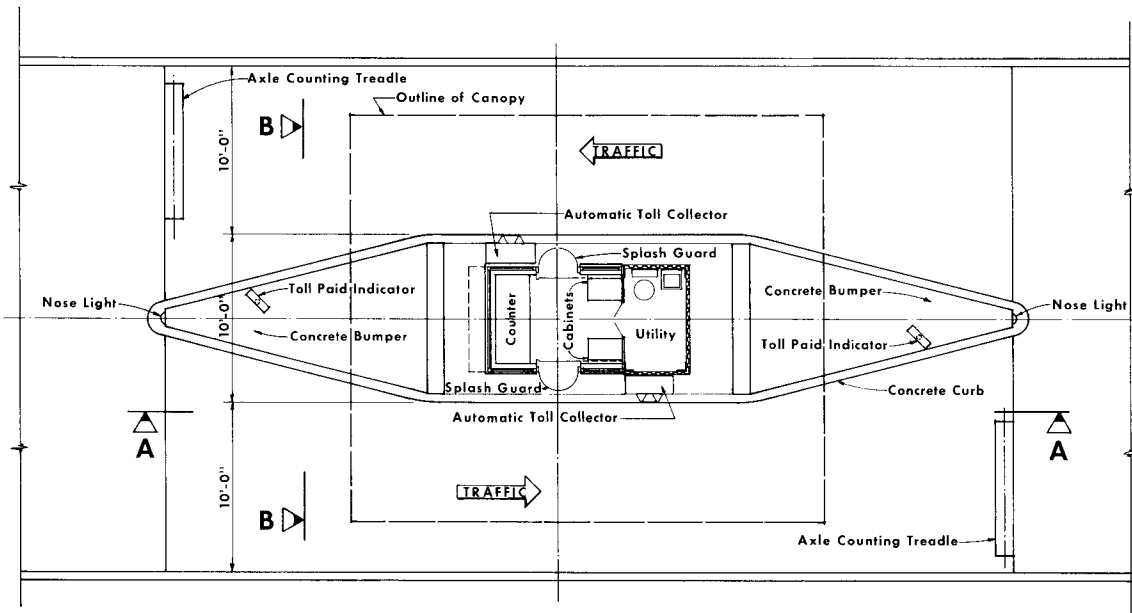 Axle Counting Treadle
Outline of Canopy
B
10'-0"
TRAFFIC
Automatic Toll Collector
Splash Guard
Toll Paid Indicator
Concrete Bumper
Nose Light
Nose Light
10'-0"
Counter
Cabinets
Utility
Concrete Bumper
Toll Paid Indicator
Splash Guard
Concrete Curb
Automatic Toll Collector
A
A
10'-0"
TRAFFIC
B
Axle Counting Treadle